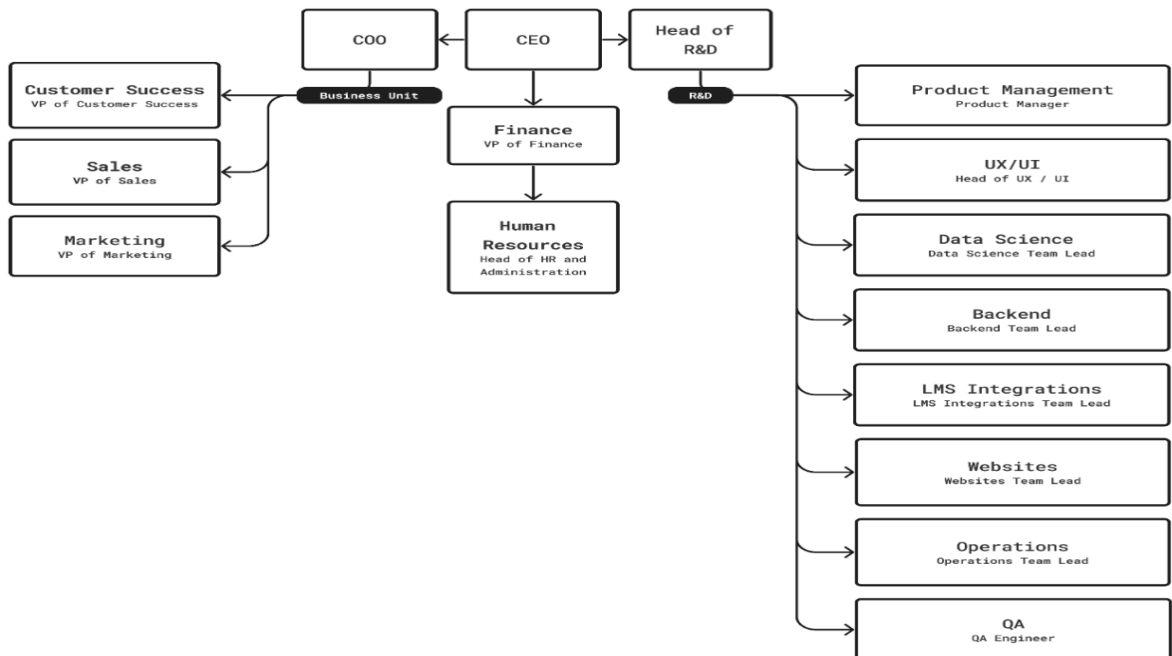 COO
CEO
Head of
R&D
Business Unit
R&D
Customer Success
VP of Customer Success
Sales
VP of Sales
Marketing
VP of Marketing
Finance
VP of Finance
Human
Resources
Head of HR and
Administration
Product Management
Product Manager
UX/UI
Head of UX / UI
Data Science
Data Science Team Lead
Backend
Backend Team Lead
LMS Integrations
LMS Integrations Team Lead
Websites
Websites Team Lead
Operations
Operations Team Lead
QA
QA Engineer